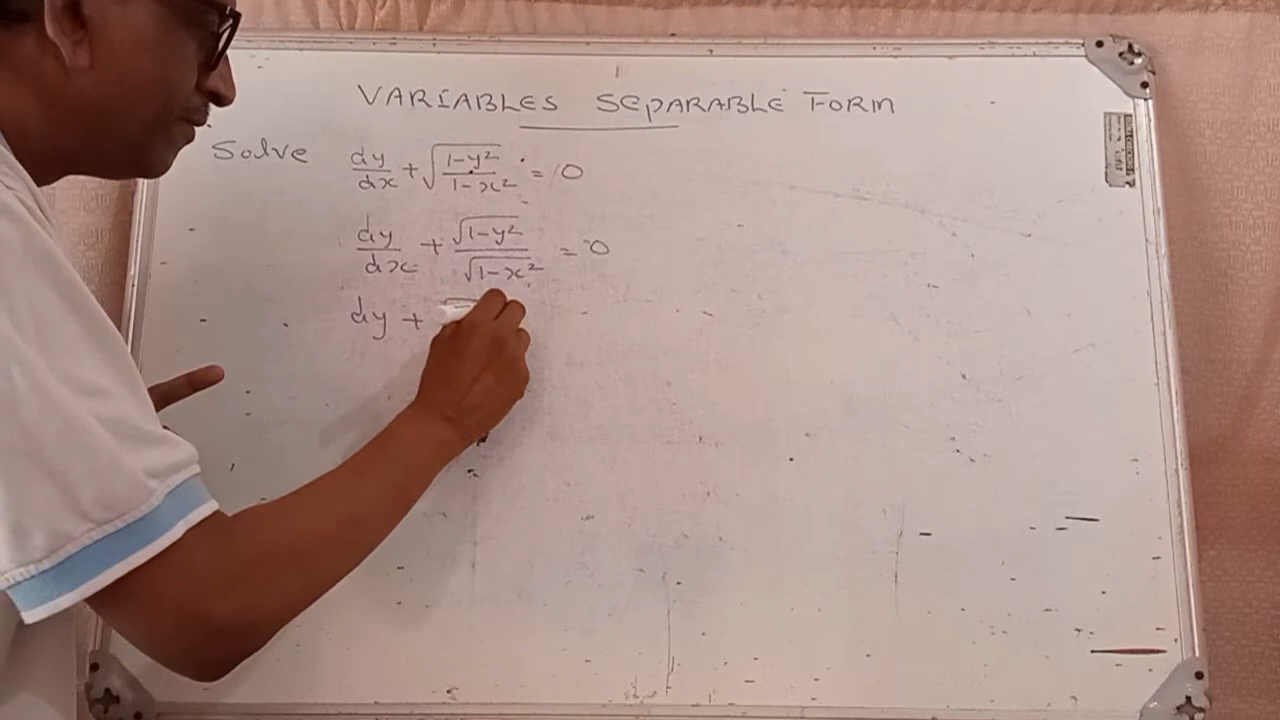 VARIABLES SEPARABLE FORM
Solve dy/dx + √(1-y²/1-x²) = 0
dy/dx + √1-y²/√1-x² = 0
dy +